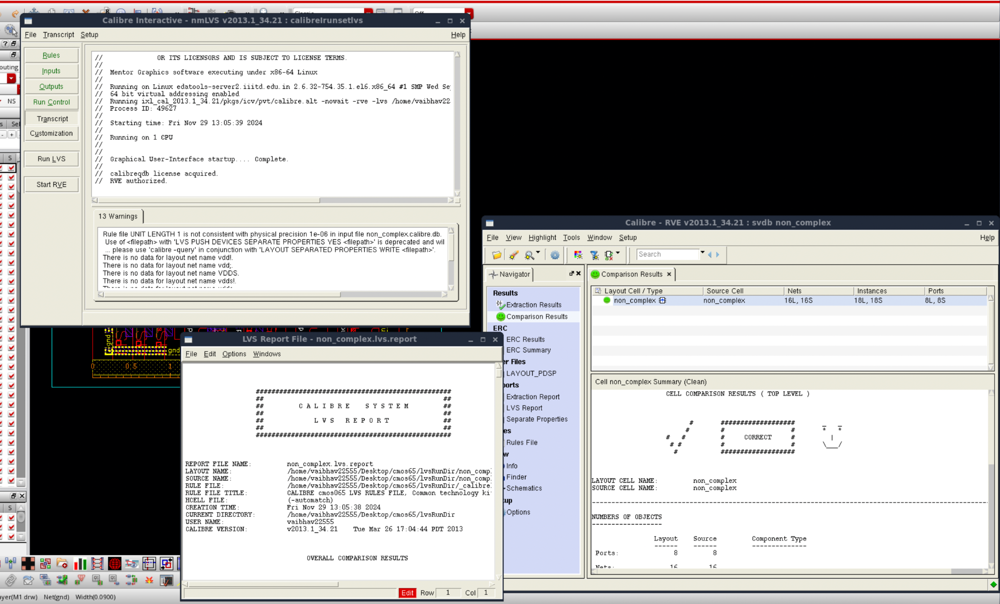 Calibre Interactive - nmLVS v2013.1_34.21 : calibreIrunsetlvs
File Transcript Setup Help
Rules
Inputs
Outputs
Run Control
Transcript
Customization
Run LVS
Start RVE
// OR ITS LICENSORS AND IS SUBJECT TO LICENSE TERMS.
//
// Mentor Graphics software executing under x86-64 Linux
//
// Running on Linux edatools-server2.iiitd.edu.in 2.6.32-754.35.1.el6.x86_64 #1 SMP Wed Se
// 64 bit virtual addressing enabled
// Running ixl_cal_2013.1_34.21/pkgs/icv/pvt/calibre.alt -nowait -rve -lvs /home/vaibhav22
// Process ID: 49627
//
// Starting time: Fri Nov 29 13:05:39 2024
//
// Running on 1 CPU
//
//
// Graphical User-Interface startup.... Complete.
//
// calibreqdb license acquired.
// RVE authorized.
13 Warnings
Rule file UNIT LENGTH 1 is not consistent with physical precision 1e-06 in input file non_complex.calibre.db.
Use of <filepath> with 'LVS PUSH DEVICES SEPARATE PROPERTIES YES <filepath>' is deprecated and wil
... please use 'calibre -query' in conjunction with 'LAYOUT SEPARATED PROPERTIES WRITE <filepath>'.
There is no data for layout net name vdd!.
There is no data for layout net name vdd;.
There is no data for layout net name VDDS.
There is no data for layout net name vdds!.
outing
NS
s Sel
S
gnd
gnd
0 0.5 1
S
LVS Report File - non_complex.lvs.report
File Edit Options Windows
##################################################
## ##
## CALIBRE SYSTEM ##
## ##
## LVS REPORT ##
## ##
##################################################
REPORT FILE NAME: non_complex.lvs.report
LAYOUT NAME: /home/vaibhav22555/Desktop/cmos65/lvsRunDir/non_comp
SOURCE NAME: /home/vaibhav22555/Desktop/cmos65/lvsRunDir/non_comp
RULE FILE: /home/vaibhav22555/Desktop/cmos65/lvsRunDir/_calibre
RULE FILE TITLE: CALIBRE cmos065 LVS RULES FILE, Common technology ki
HCELL FILE: (-automatch)
CREATION TIME: Fri Nov 29 13:05:38 2024
CURRENT DIRECTORY: /home/vaibhav22555/Desktop/cmos65/lvsRunDir
USER NAME: vaibhav22555
CALIBRE VERSION: v2013.1_34.21 Tue Mar 26 17:04:44 PDT 2013
OVERALL COMPARISON RESULTS
Edit Row 1 Col 1
Calibre - RVE v2013.1_34.21 : svdb non_complex
File View Highlight Tools Window Setup Help
Search
Navigator
Results
Extraction Results
Comparison Results
ERC
ERC Results
ERC Summary
er Files
LAYOUT_PDSP
orts
Extraction Report
LVS Report
Separate Properties
es
Rules File
w
Info
Finder
Schematics
tup
Options
Comparison Results
Layout Cell / Type Source Cell Nets Instances Ports
non_complex non_complex 16L, 16S 18L, 18S 8L, 8S
Cell non_complex Summary (Clean)
CELL COMPARISON RESULTS ( TOP LEVEL )
CORRECT
LAYOUT CELL NAME: non_complex
SOURCE CELL NAME: non_complex
NUMBERS OF OBJECTS
-----------------
Layout Source Component Type
------ ------ --------------
Ports: 8 8
Nets: 16 16
ayer(M1 drw) Net(gnd) Width(0.0900)